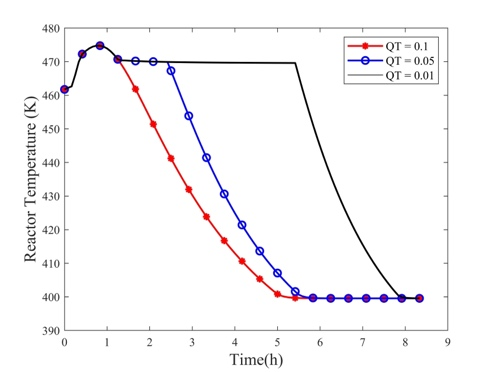 480
470
460
450
440
430
420
410
400
390
0 1 2 3 4 5 6 7 8 9
Reactor Temperature (K)
Time(h)
QT = 0.1
QT = 0.05
QT = 0.01